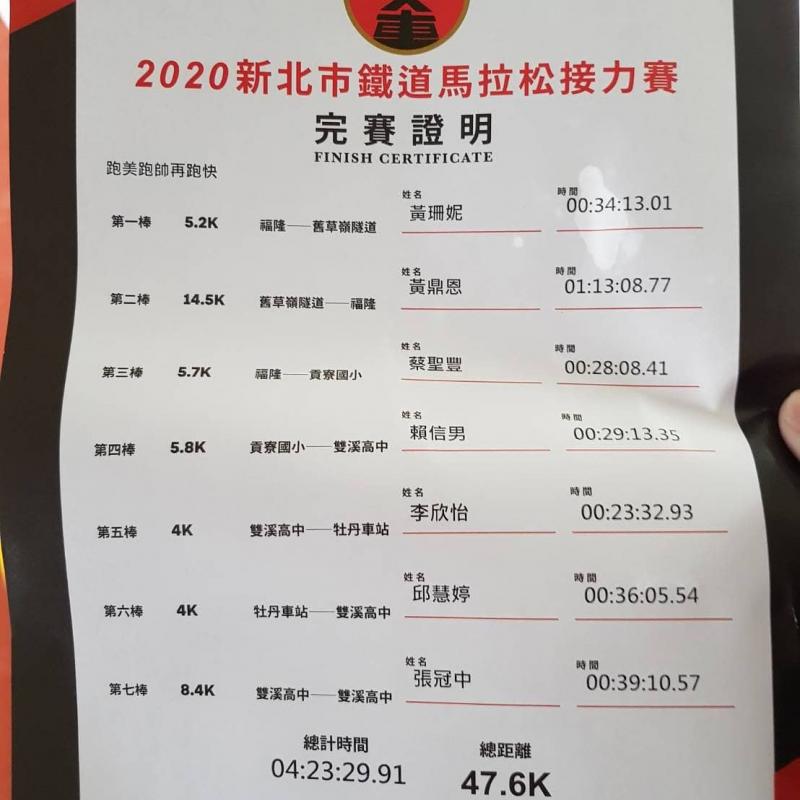 2020新北市鐵道馬拉松接力賽
完賽證明
FINISH CERTIFICATE
跑美跑帥再跑快
第一棒 5.2K 福隆──舊草嶺隧道 姓名 黃珊妮 時間 00:34:13.01
第二棒 14.5K 舊草嶺隧道──福隆 姓名 黃鼎恩 時間 01:13:08.77
第三棒 5.7K 福隆──貢寮國小 姓名 蔡聖豐 時間 00:28:08.41
第四棒 5.8K 貢寮國小──雙溪高中 姓名 賴信男 時間 00:29:13.35
第五棒 4K 雙溪高中──牡丹車站 姓名 李欣怡 時間 00:23:32.93
第六棒 4K 牡丹車站──雙溪高中 姓名 邱慧婷 時間 00:36:05.54
第七棒 8.4K 雙溪高中──雙溪高中 姓名 張冠中 時間 00:39:10.57
總計時間 總距離
04:23:29.91 47.6K